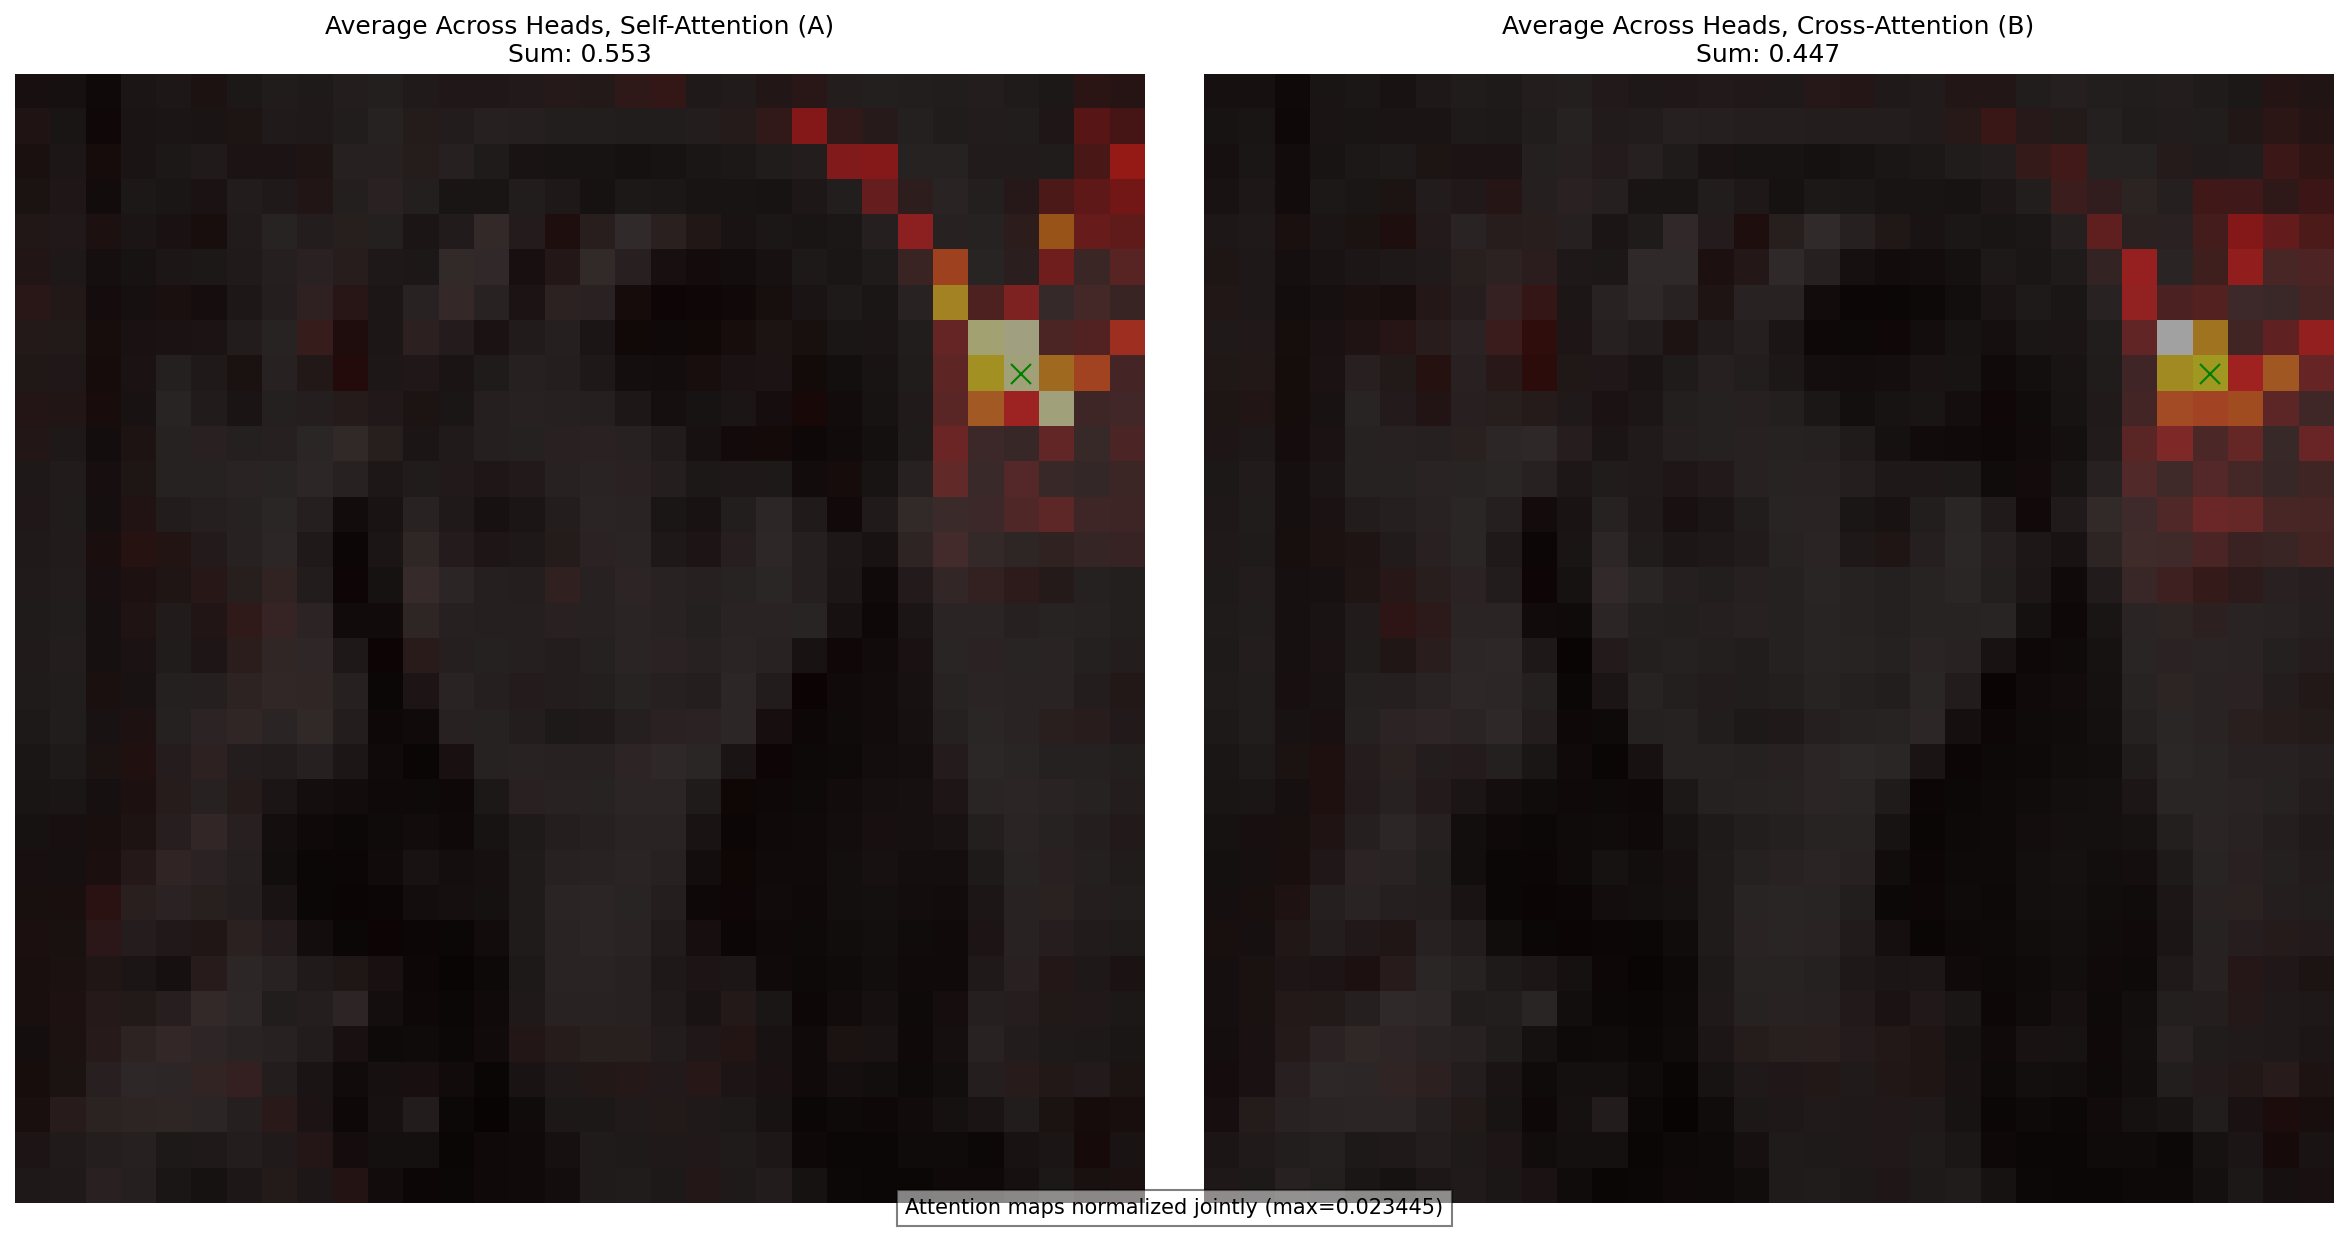 Average Across Heads, Self-Attention (A)
Sum: 0.553
Average Across Heads, Cross-Attention (B)
Sum: 0.447
Attention maps normalized jointly (max=0.023445)